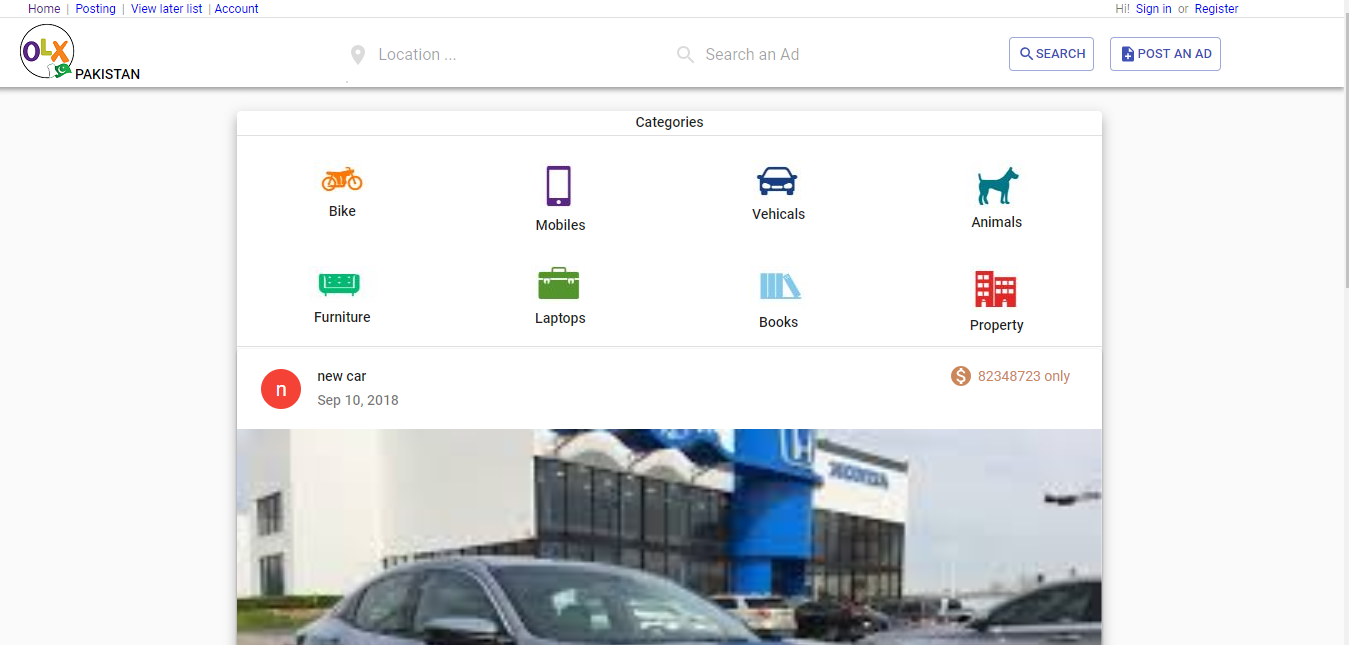 Home | Posting | View later list | Account
Hi! Sign in or Register
OLX
PAKISTAN
Location ...
Search an Ad
SEARCH
POST AN AD
Categories
Bike
Mobiles
Vehicals
Animals
Furniture
Laptops
Books
Property
n
new car
Sep 10, 2018
$ 82348723 only
HONDA